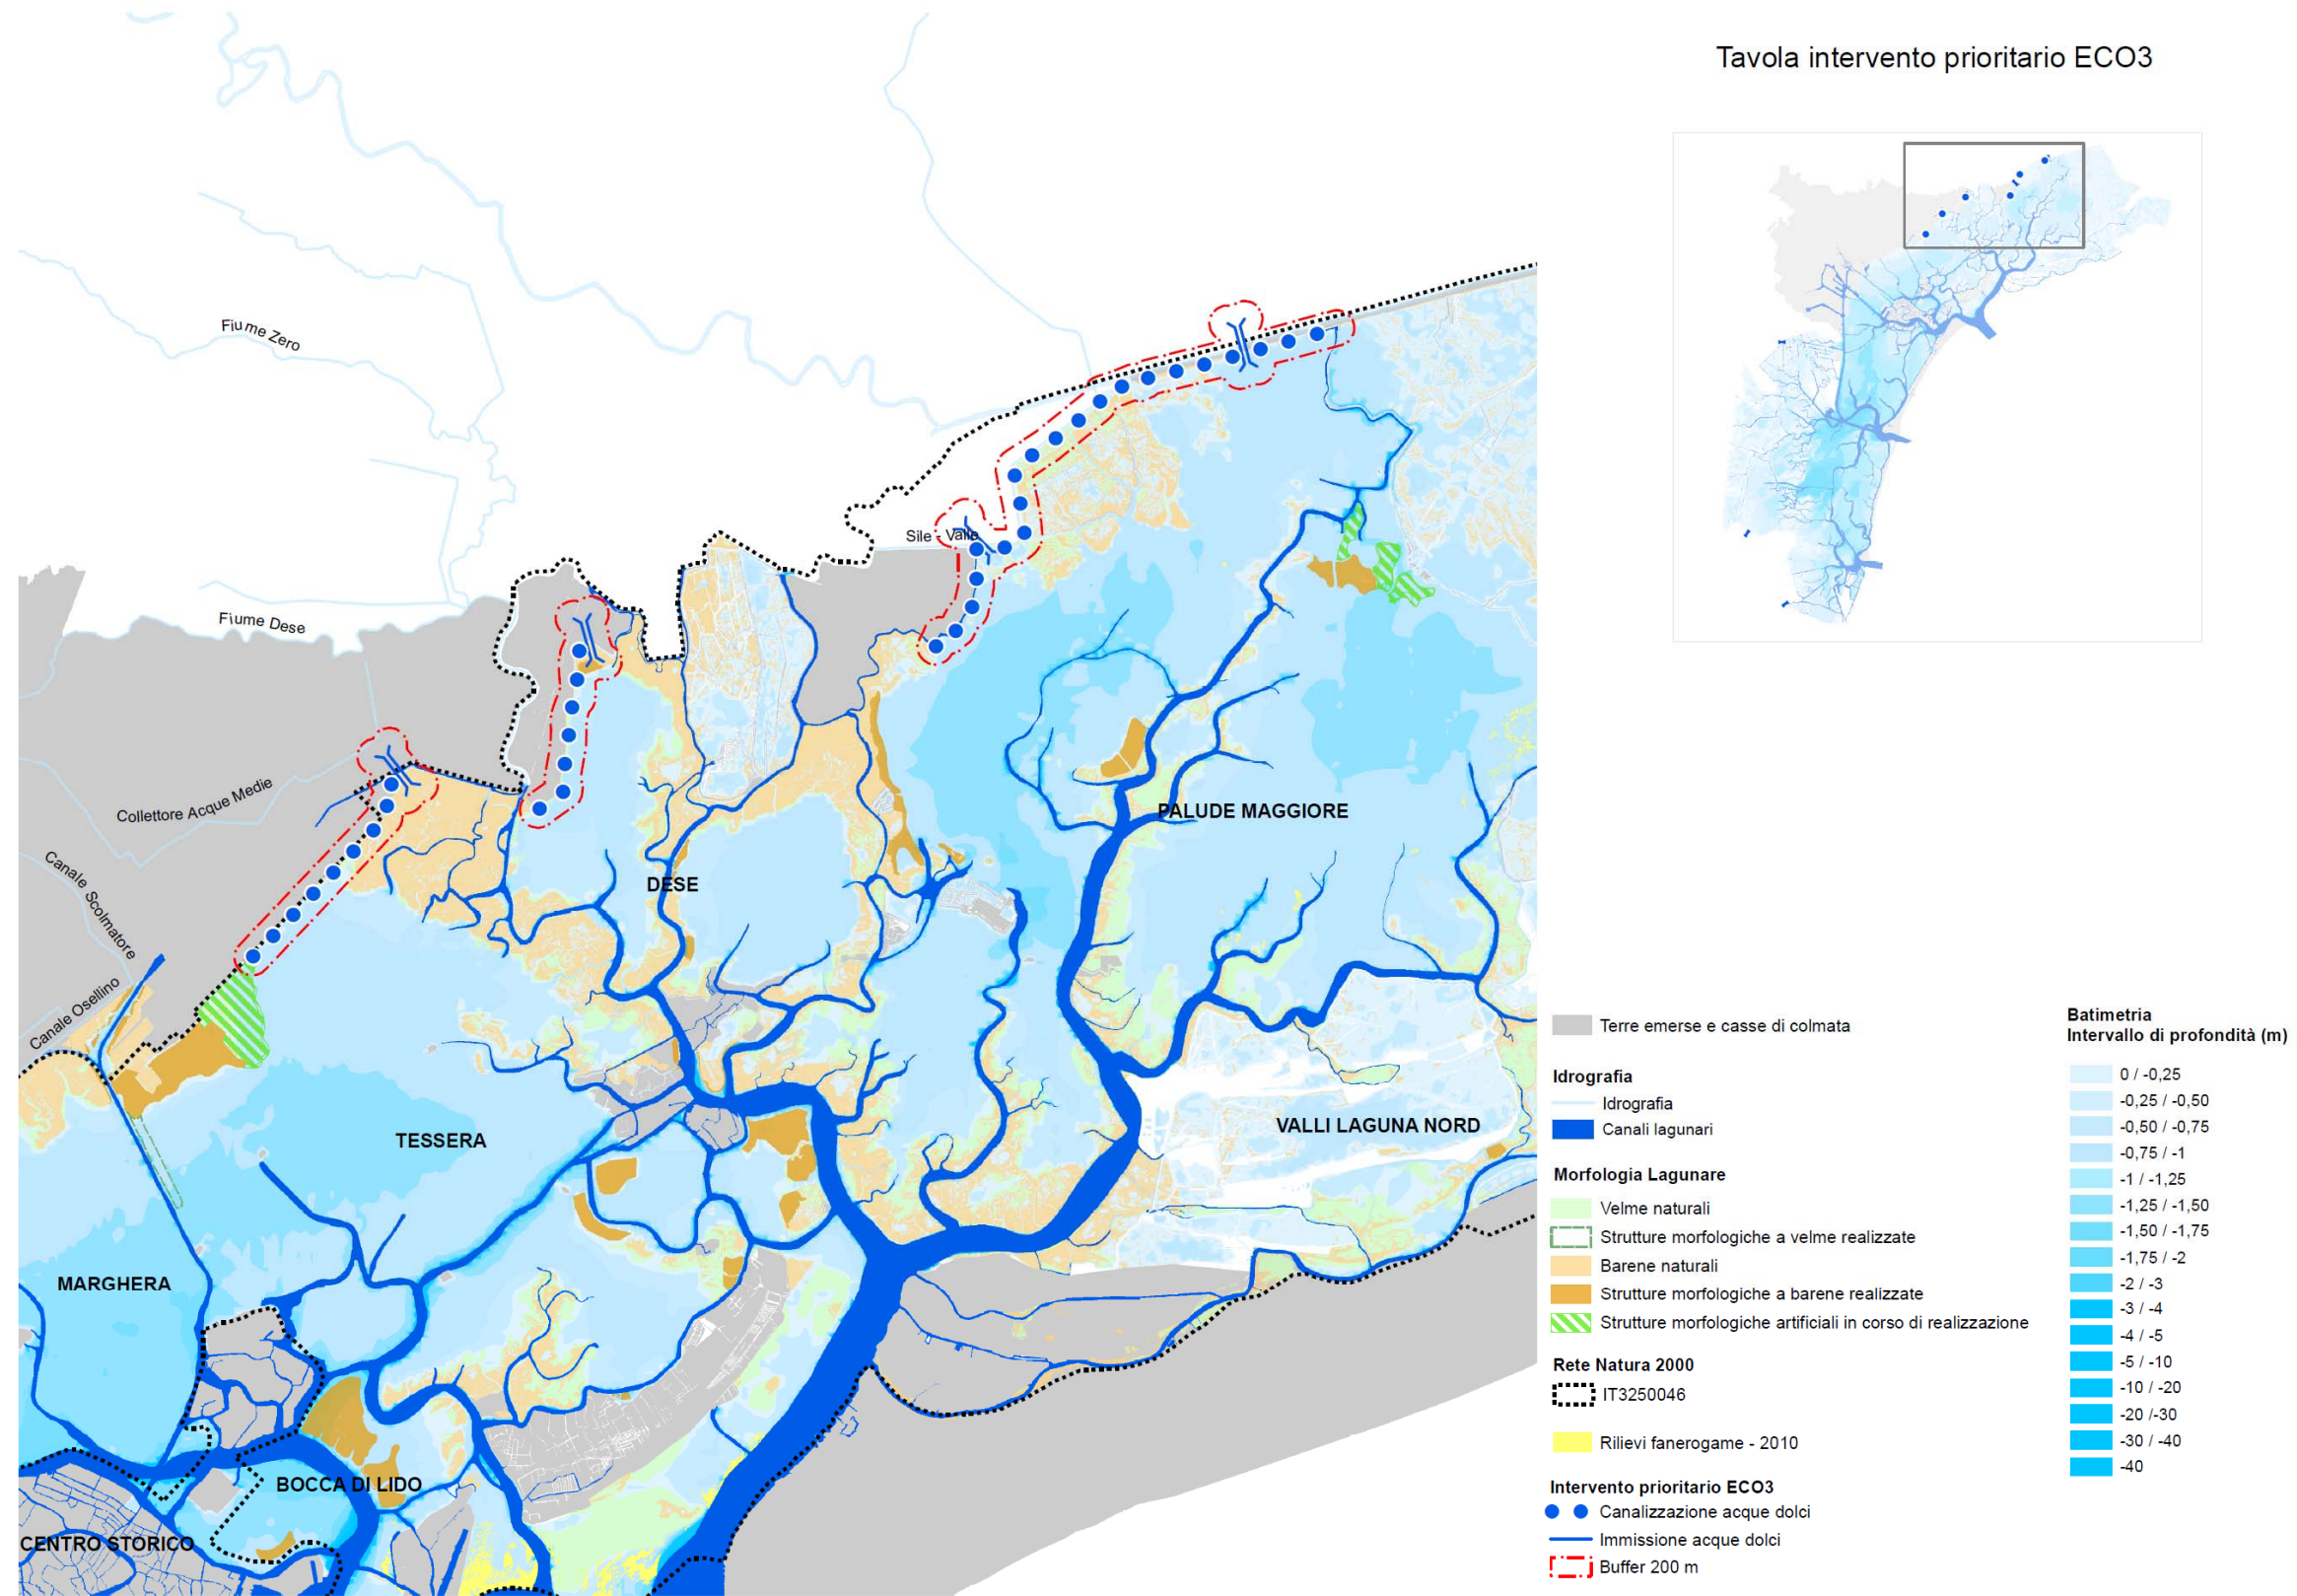 Tavola intervento prioritario ECO3
Fiume Zero
Fiume Dese
Sile - Valle
Collettore Acque Medie
Canale Scolmatore
Canale Osellino
PALUDE MAGGIORE
DESE
TESSERA
VALLI LAGUNA NORD
MARGHERA
BOCCA DI LIDO
CENTRO STORICO
Terre emerse e casse di colmata
Idrografia
Idrografia
Canali lagunari
Morfologia Lagunare
Velme naturali
Strutture morfologiche a velme realizzate
Barene naturali
Strutture morfologiche a barene realizzate
Strutture morfologiche artificiali in corso di realizzazione
Rete Natura 2000
IT3250046
Rilievi fanerogame - 2010
Intervento prioritario ECO3
Canalizzazione acque dolci
Immissione acque dolci
Buffer 200 m
Batimetria
Intervallo di profondità (m)
0 / -0,25
-0,25 / -0,50
-0,50 / -0,75
-0,75 / -1
-1 / -1,25
-1,25 / -1,50
-1,50 / -1,75
-1,75 / -2
-2 / -3
-3 / -4
-4 / -5
-5 / -10
-10 / -20
-20 /-30
-30 / -40
-40